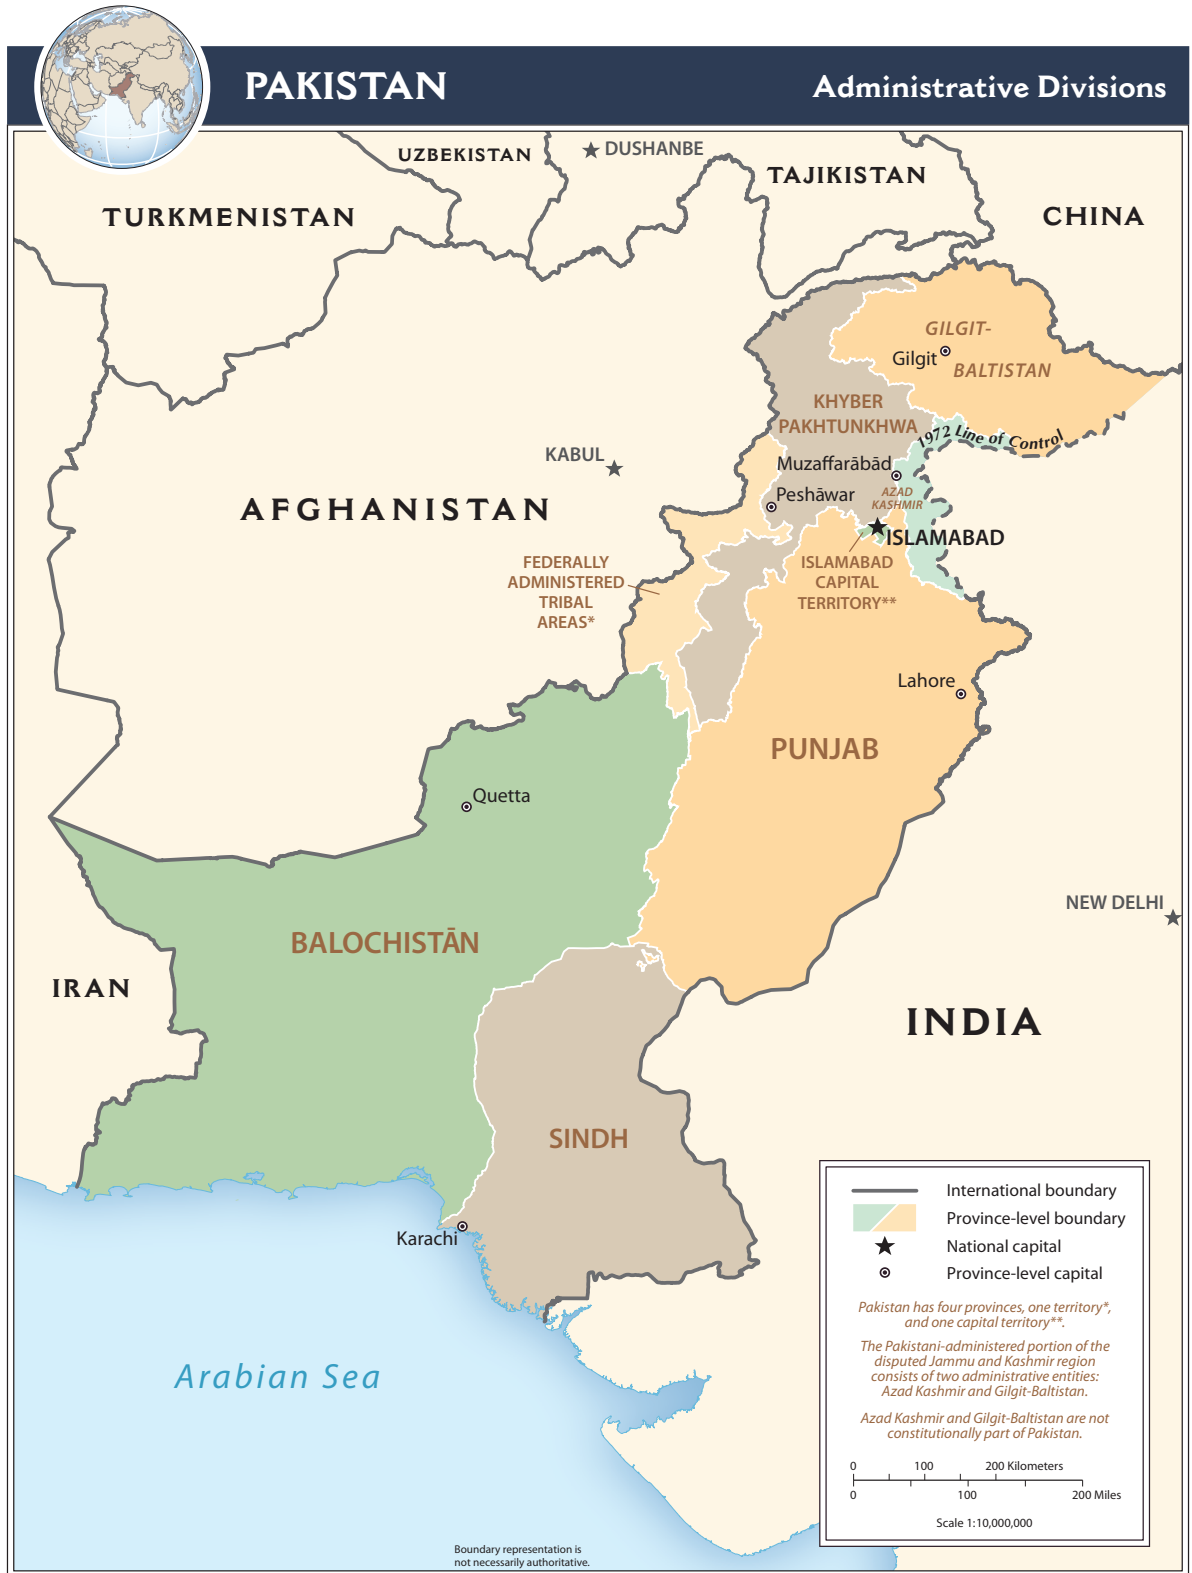 PAKISTAN
Administrative Divisions
UZBEKISTAN
DUSHANBE
TAJIKISTAN
TURKMENISTAN
CHINA
GILGIT-
Gilgit
BALTISTAN
KHYBER
PAKHTUNKHWA
1972 Line of Control
KABUL
Muzaffarābād
Peshāwar
AZAD
KASHMIR
AFGHANISTAN
ISLAMABAD
FEDERALLY
ADMINISTERED
TRIBAL
AREAS*
ISLAMABAD
CAPITAL
TERRITORY**
Lahore
PUNJAB
Quetta
NEW DELHI
BALOCHISTĀN
IRAN
INDIA
SINDH
Karachi
Arabian Sea
International boundary
Province-level boundary
National capital
Province-level capital
Pakistan has four provinces, one territory*,
and one capital territory**.
The Pakistani-administered portion of the
disputed Jammu and Kashmir region
consists of two administrative entities:
Azad Kashmir and Gilgit-Baltistan.
Azad Kashmir and Gilgit-Baltistan are not
constitutionally part of Pakistan.
0 100 200 Kilometers
0 100 200 Miles
Scale 1:10,000,000
Boundary representation is
not necessarily authoritative.